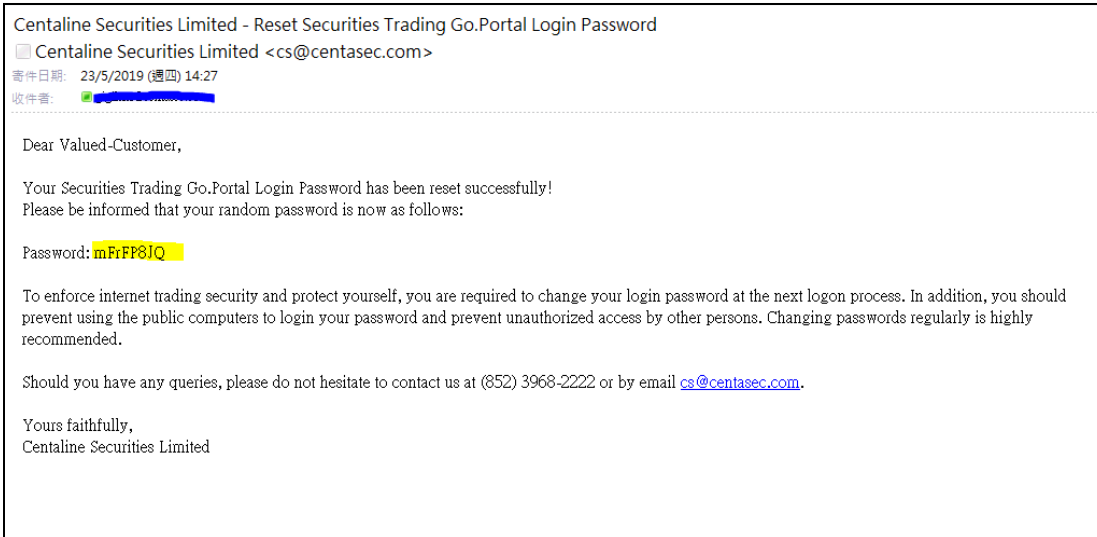 Centaline Securities Limited - Reset Securities Trading Go.Portal Login Password
Centaline Securities Limited <cs@centasec.com>
寄件日期: 23/5/2019 (週四) 14:27
收件者:
Dear Valued-Customer,
Your Securities Trading Go.Portal Login Password has been reset successfully!
Please be informed that your random password is now as follows:
Password: mFrFP8JQ
To enforce internet trading security and protect yourself, you are required to change your login password at the next logon process. In addition, you should
prevent using the public computers to login your password and prevent unauthorized access by other persons. Changing passwords regularly is highly
recommended.
Should you have any queries, please do not hesitate to contact us at (852) 3968-2222 or by email cs@centasec.com.
Yours faithfully,
Centaline Securities Limited